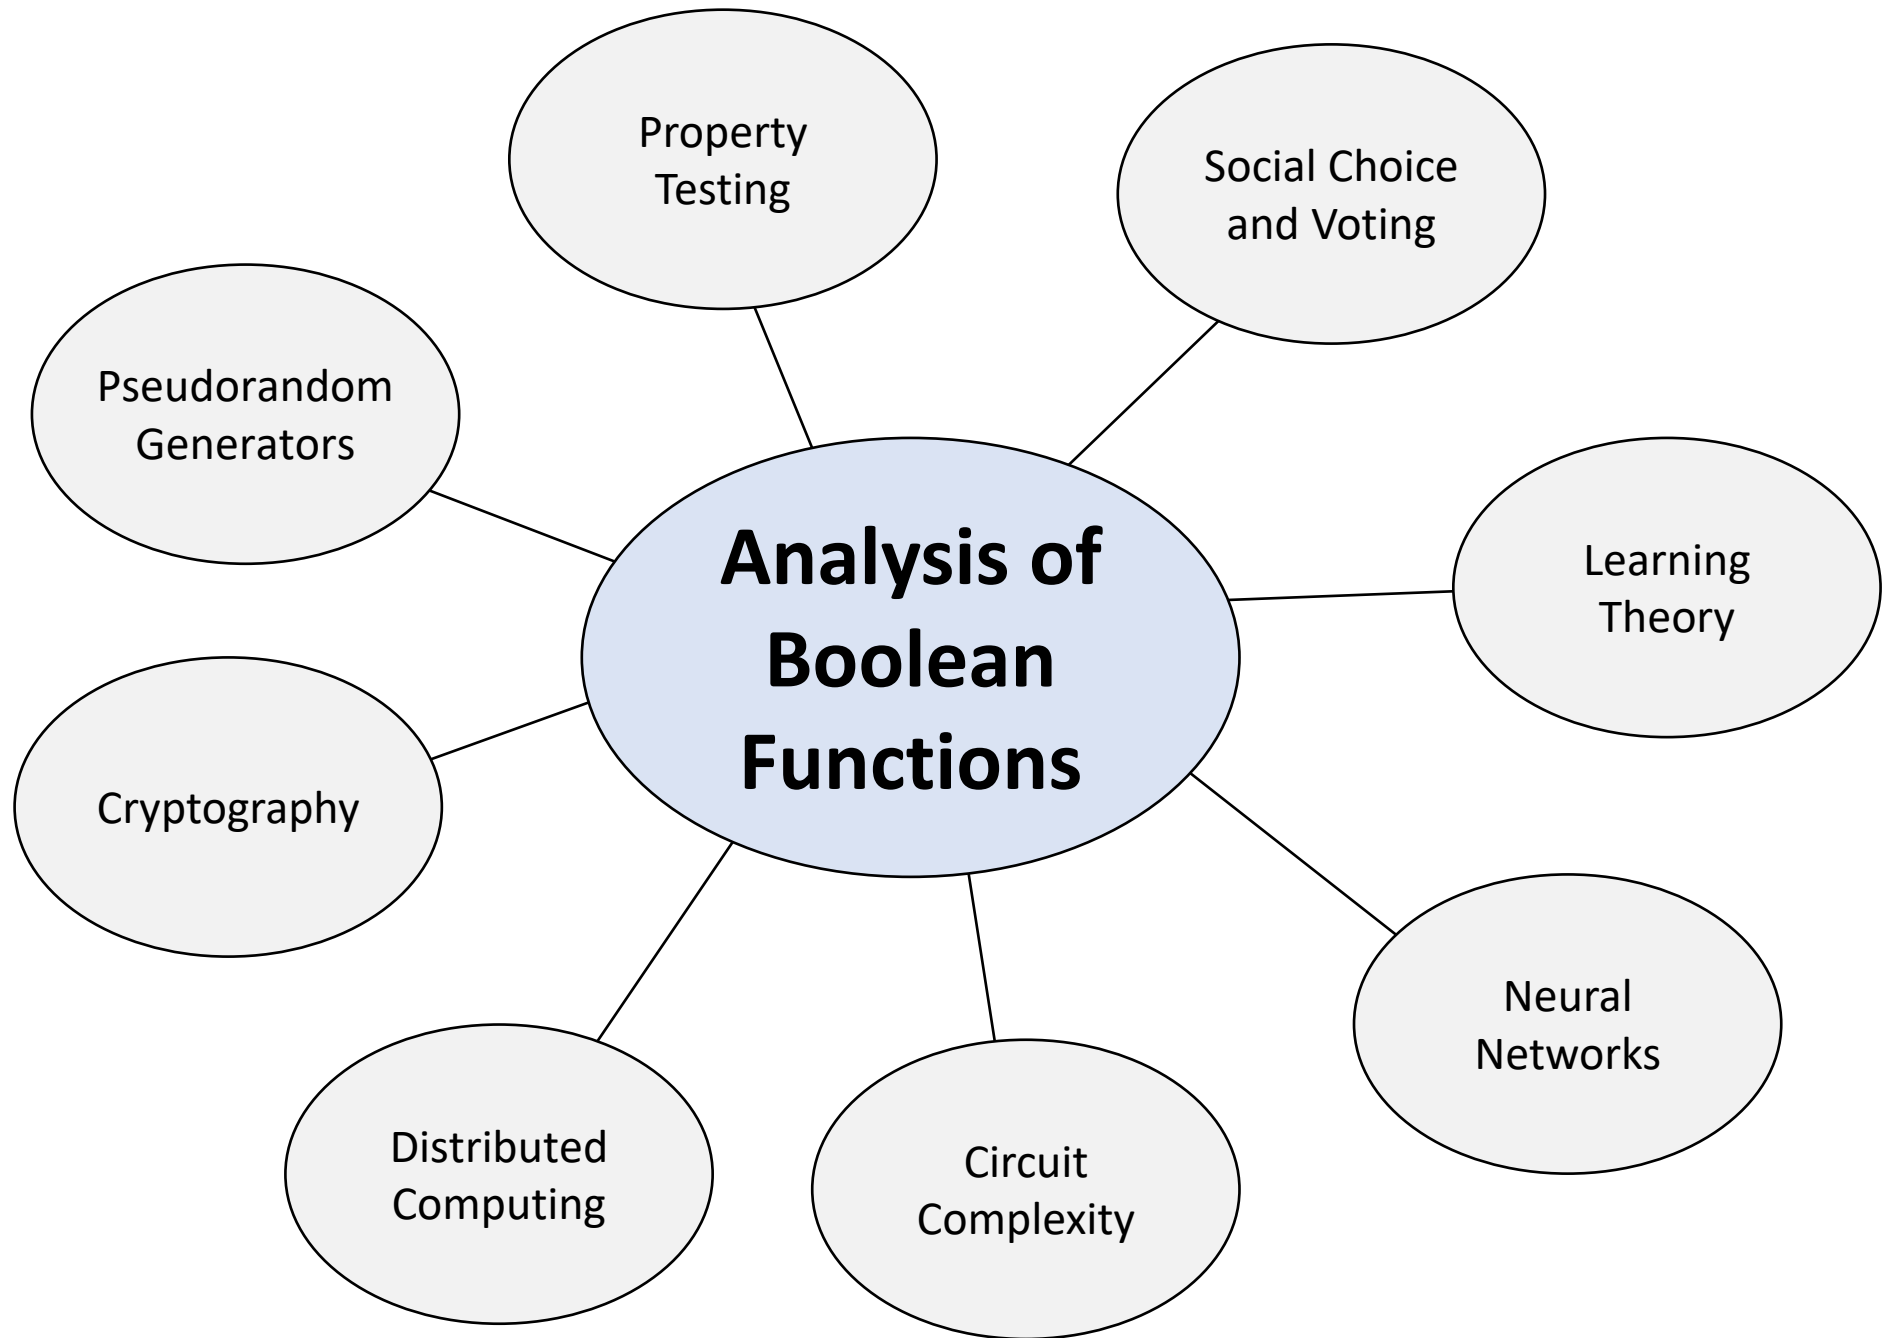 Property
Testing
Social Choice
and Voting
Pseudorandom
Generators
Analysis of
Boolean
Functions
Learning
Theory
Cryptography
Neural
Networks
Distributed
Computing
Circuit
Complexity